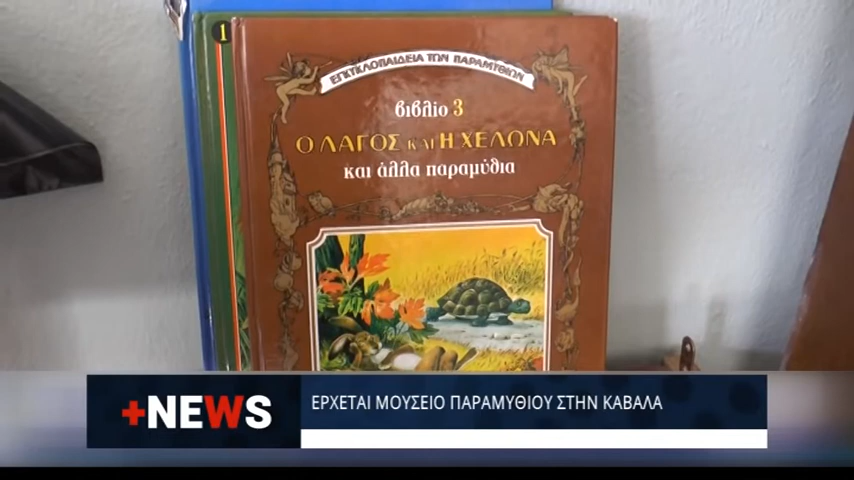 1
ΕΓΚΥΚΛΟΠΑΙΔΕΙΑ ΤΩΝ ΠΑΡΑΜΥΘΙΩΝ
βιβλίο 3
Ο ΛΑΓΟΣ ΚΑΙ Η ΧΕΛΩΝΑ
και άλλα παραμύθια
+NEWS
ΕΡΧΕΤΑΙ ΜΟΥΣΕΙΟ ΠΑΡΑΜΥΘΙΟΥ ΣΤΗΝ ΚΑΒΑΛΑ